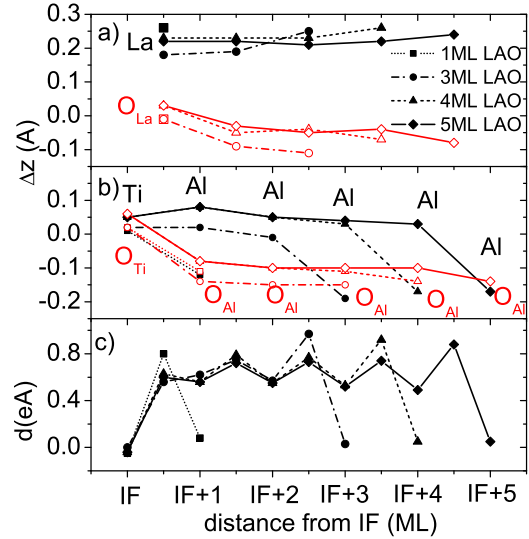 a) La
0.3
0.2
0.1
0.0
-0.1
Δz (A)
O La
1ML LAO
3ML LAO
4ML LAO
5ML LAO
b) Ti Al Al Al Al Al
0.1
0.0
-0.1
-0.2
O Ti
O Al O Al O Al O Al O Al
c)
0.8
0.4
0.0
d(eA)
IF IF+1 IF+2 IF+3 IF+4 IF+5
distance from IF (ML)